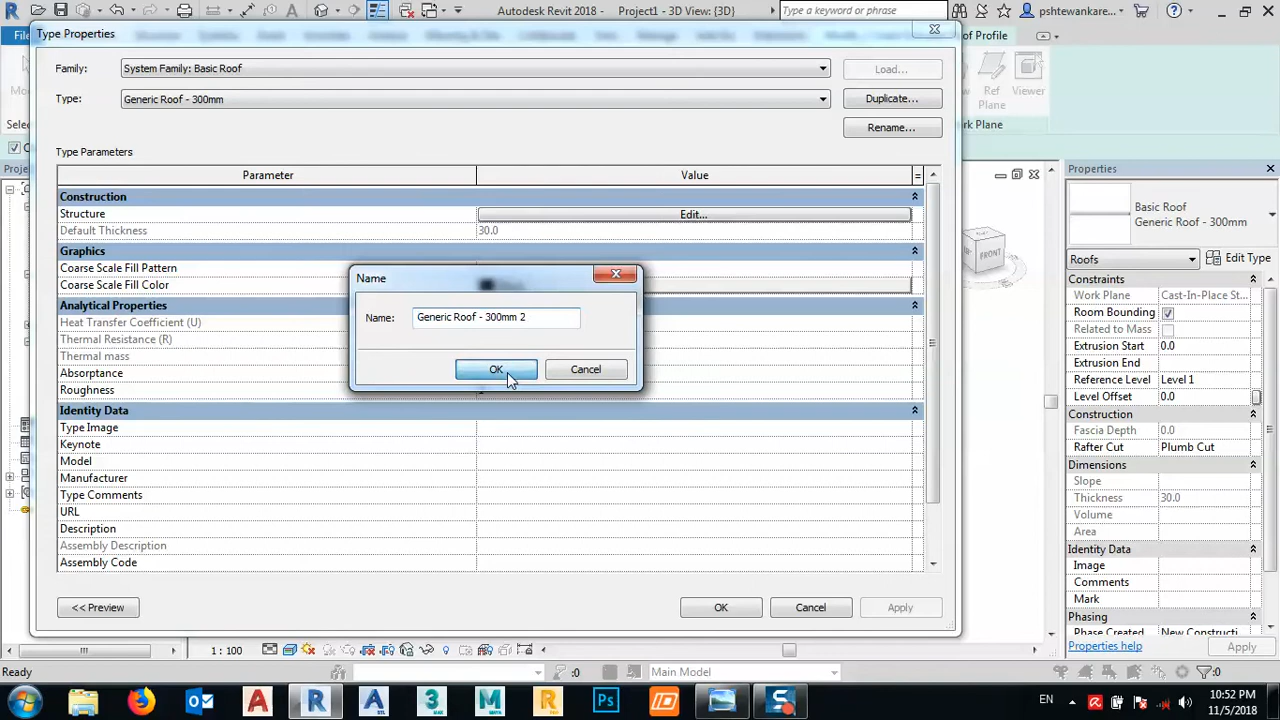 Autodesk Revit 2018 -    Project1 - 3D View: {3D}
Type a keyword or phrase
pshtewankare...
Type Properties
Fil
of Profile
Family:
System Family: Basic Roof
Load...
Type:
Generic Roof - 300mm
Duplicate...
Rename...
Mo
Ref
Plane
Viewer
Selec
rk Plane
Type Parameters
Parameter
Value
=
Projec
Properties
Construction
Structure
Edit...
Default Thickness
30.0
Graphics
Coarse Scale Fill Pattern
Coarse Scale Fill Color
Analytical Properties
Heat Transfer Coefficient (U)
Thermal Resistance (R)
Thermal mass
Absorptance
Roughness
Identity Data
Type Image
Keynote
Model
Manufacturer
Type Comments
URL
Description
Assembly Description
Assembly Code
Name
Name:
Generic Roof - 300mm 2
OK
Cancel
FRONT
Basic Roof
Generic Roof - 300mm
Roofs
Edit Type
Constraints
Work Plane
Cast-In-Place St...
Room Bounding
Related to Mass
Extrusion Start
0.0
Extrusion End
Reference Level
Level 1
Level Offset
0.0
Construction
Fascia Depth
0.0
Rafter Cut
Plumb Cut
Dimensions
Slope
Thickness
30.0
Volume
Area
Identity Data
Image
Comments
Mark
Phasing
Phase Created
New Constructi
Properties help
Apply
<< Preview
OK
Cancel
Apply
1 : 100
Ready
:0
Main Model
:0
EN
10:52 PM
11/5/2018